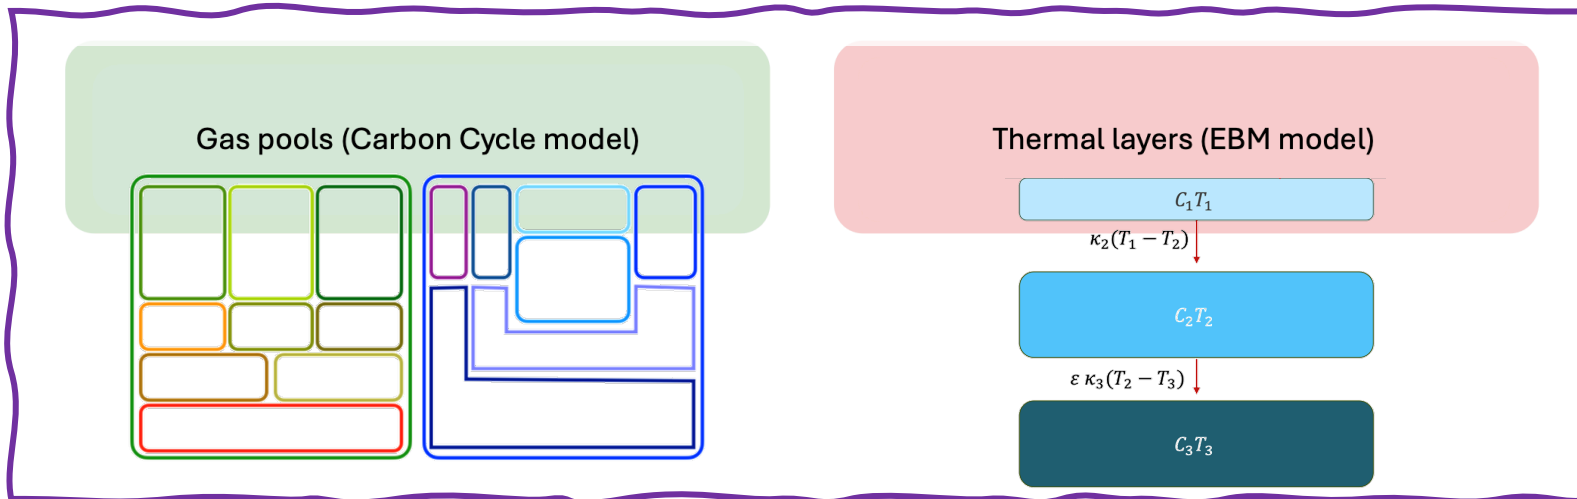 Gas pools (Carbon Cycle model)
Thermal layers (EBM model)
C₁T₁
κ₂(T₁ − T₂)
C₂T₂
ε κ₃(T₂ − T₃)
C₃T₃